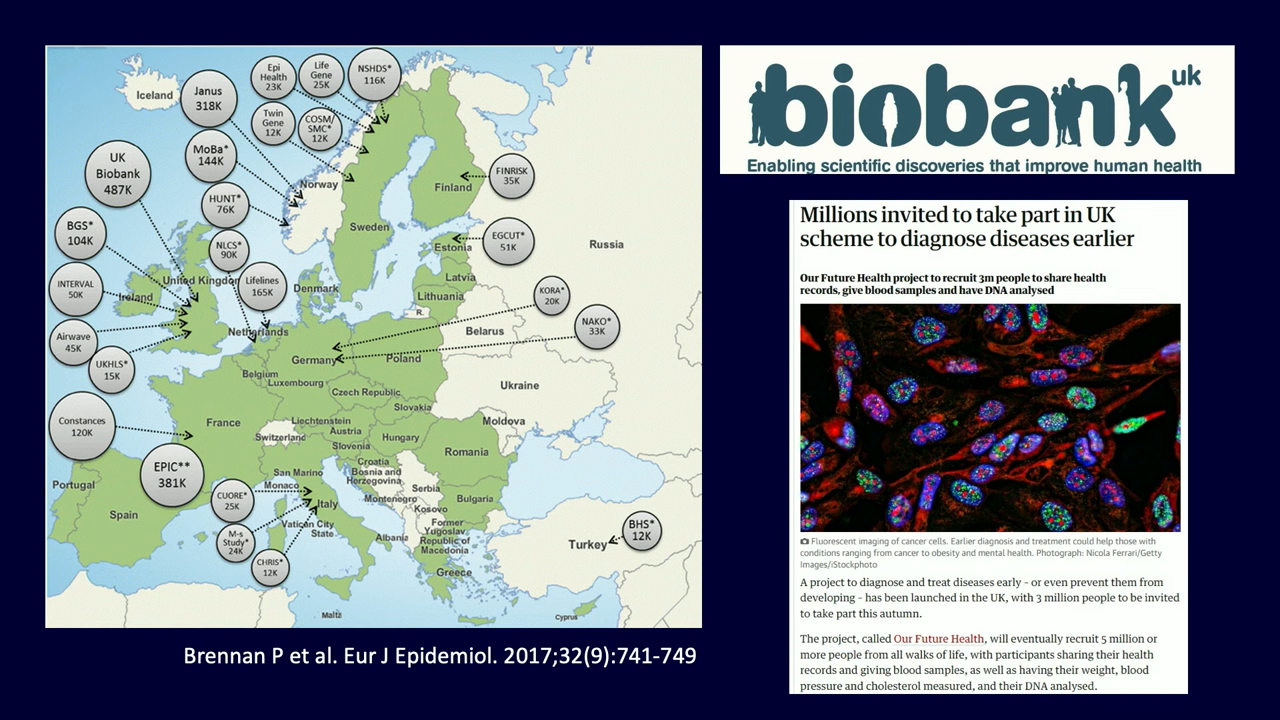 Iceland
Janus
318K
Epi
Health
23K
Life
Gene
25K
NSHDS*
116K
Twin
Gene
12K
COSM/
SMC*
12K
MoBa*
144K
UK
Biobank
487K
HUNT*
76K
BGS*
104K
NLCS*
90K
Lifelines
165K
INTERVAL
50K
Airwave
45K
UKHLS*
15K
Constances
120K
EPIC**
381K
CUORE*
25K
M-s
Study*
24K
CHRIS*
12K
FINRISK
35K
EGCUT*
51K
KORA*
20K
NAKO*
33K
BHS*
12K
Norway
Finland
Sweden
Estonia
Russia
Latvia
Lithuania
R.
Denmark
United Kingdom
Ireland
Netherlands
Belarus
Germany
Poland
Belgium
Luxembourg
Czech Republic
Ukraine
Slovakia
France
Liechtenstein
Austria
Switzerland
Slovenia
Hungary
Moldova
Romania
Croatia
Bosnia and
Herzegovina
San Marino
Monaco
Serbia
Montenegro
Kosovo
Bulgaria
Italy
Vatican City
State
Albania
Former
Yugoslav
Republic of
Macedonia
Greece
Portugal
Spain
Turkey
Malta
Cyprus
Brennan P et al. Eur J Epidemiol. 2017;32(9):741-749
biobank uk
Enabling scientific discoveries that improve human health
Millions invited to take part in UK
scheme to diagnose diseases earlier
Our Future Health project to recruit 3m people to share health
records, give blood samples and have DNA analysed
Fluorescent imaging of cancer cells. Earlier diagnosis and treatment could help those with
conditions ranging from cancer to obesity and mental health. Photograph: Nicola Ferrari/Getty
Images/iStockphoto
A project to diagnose and treat diseases early – or even prevent them from
developing – has been launched in the UK, with 3 million people to be invited
to take part this autumn.
The project, called Our Future Health, will eventually recruit 5 million or
more people from all walks of life, with participants sharing their health
records and giving blood samples, as well as having their weight, blood
pressure and cholesterol measured, and their DNA analysed.